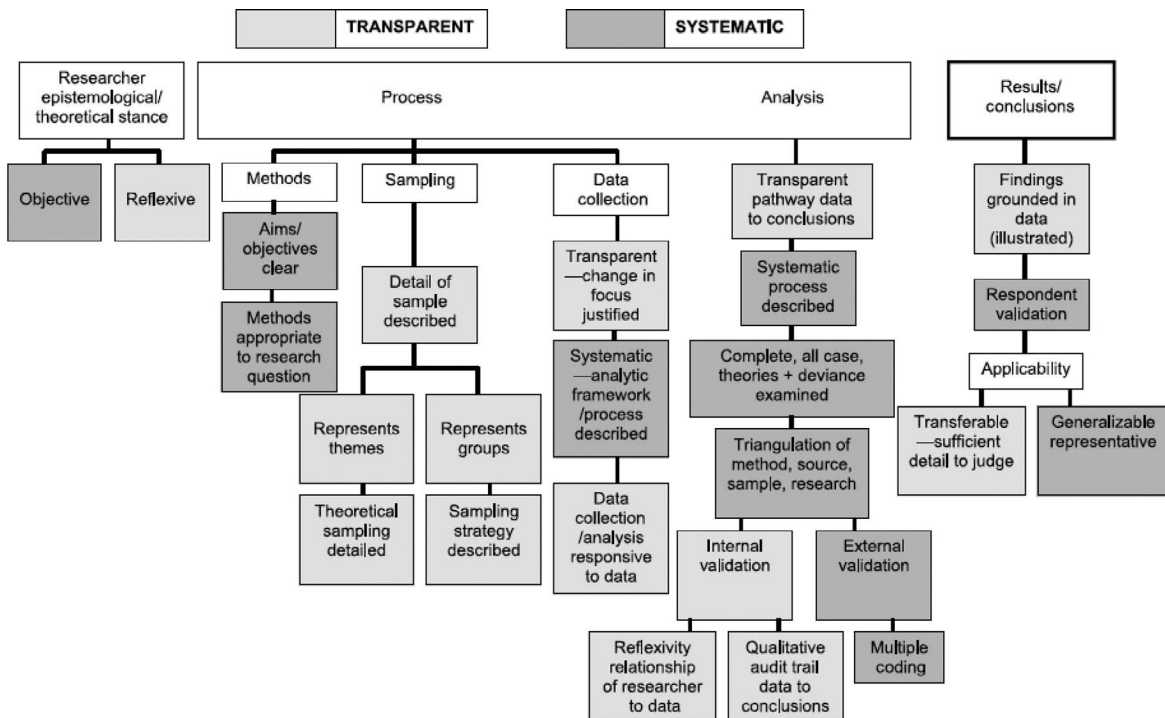 TRANSPARENT
SYSTEMATIC
Researcher
epistemological/
theoretical stance
Process
Analysis
Results/
conclusions
Objective
Reflexive
Methods
Aims/
objectives
clear
Methods
appropriate to
research
question
Sampling
Detail of
sample
described
Represents
themes
Represents
groups
Theoretical
sampling
detailed
Sampling
strategy
described
Data
collection
Transparent
—change in
focus
justified
Systematic
—analytic
framework
/process
described
Data
collection
/analysis
responsive
to data
Transparent
pathway data
to conclusions
Systematic
process
described
Complete, all case,
theories + deviance
examined
Triangulation of
method, source,
sample, research
Internal
validation
External
validation
Reflexivity
relationship
of researcher
to data
Qualitative
audit trail
data to
conclusions
Multiple
coding
Findings
grounded in
data
(illustrated)
Respondent
validation
Applicability
Transferable
—sufficient
detail to
judge
Generalizable
representative